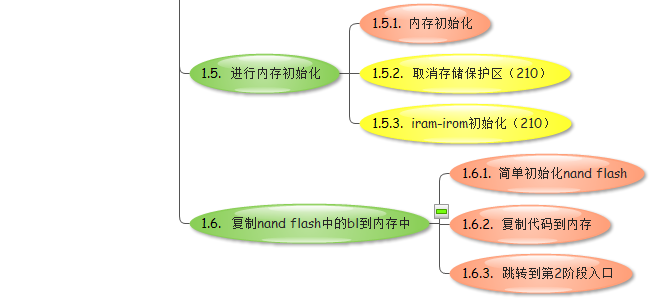 1.5.1. 内存初始化
1.5. 进行内存初始化
1.5.2. 取消存储保护区（210）
1.5.3. iram-irom初始化（210）
1.6.1. 简单初始化nand flash
1.6. 复制nand flash中的bl到内存中
1.6.2. 复制代码到内存
1.6.3. 跳转到第2阶段入口